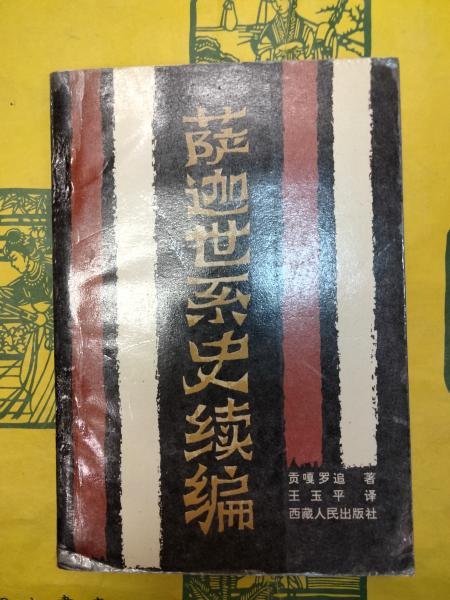 萨迦世系史续编
贡嘎罗追 著
王玉平 译
西藏人民出版社